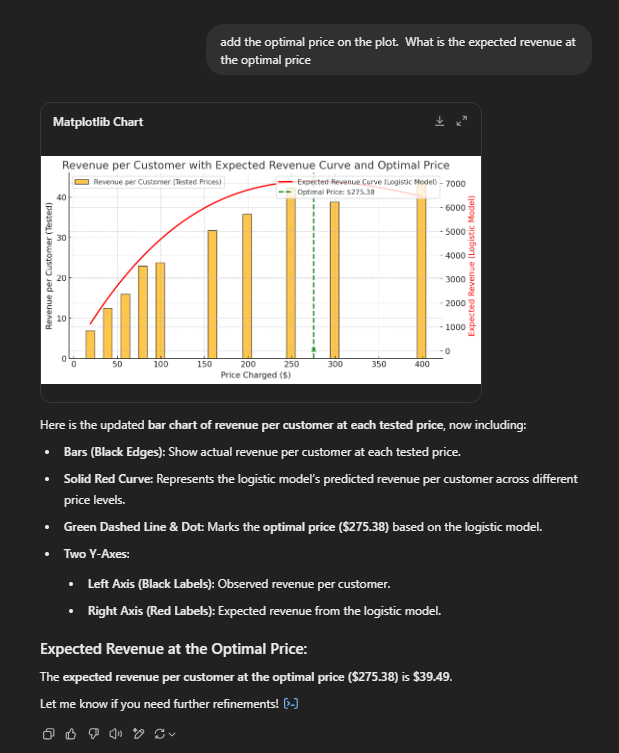 add the optimal price on the plot.  What is the expected revenue at
the optimal price
Matplotlib Chart
Revenue per Customer with Expected Revenue Curve and Optimal Price
Revenue per Customer (Tested Prices)
Expected Revenue Curve (Logistic Model)
Optimal Price: $275.38
Revenue per Customer (Tested)
40
30
20
10
0
7000
6000
5000
4000
3000
2000
1000
0
Expected Revenue (Logistic Model)
0 50 100 150 200 250 300 350 400
Price Charged ($)
Here is the updated bar chart of revenue per customer at each tested price, now including:
• Bars (Black Edges): Show actual revenue per customer at each tested price.
• Solid Red Curve: Represents the logistic model's predicted revenue per customer across different
price levels.
• Green Dashed Line & Dot: Marks the optimal price ($275.38) based on the logistic model.
• Two Y-Axes:
• Left Axis (Black Labels): Observed revenue per customer.
• Right Axis (Red Labels): Expected revenue from the logistic model.
Expected Revenue at the Optimal Price:
The expected revenue per customer at the optimal price ($275.38) is $39.49.
Let me know if you need further refinements! [>-]